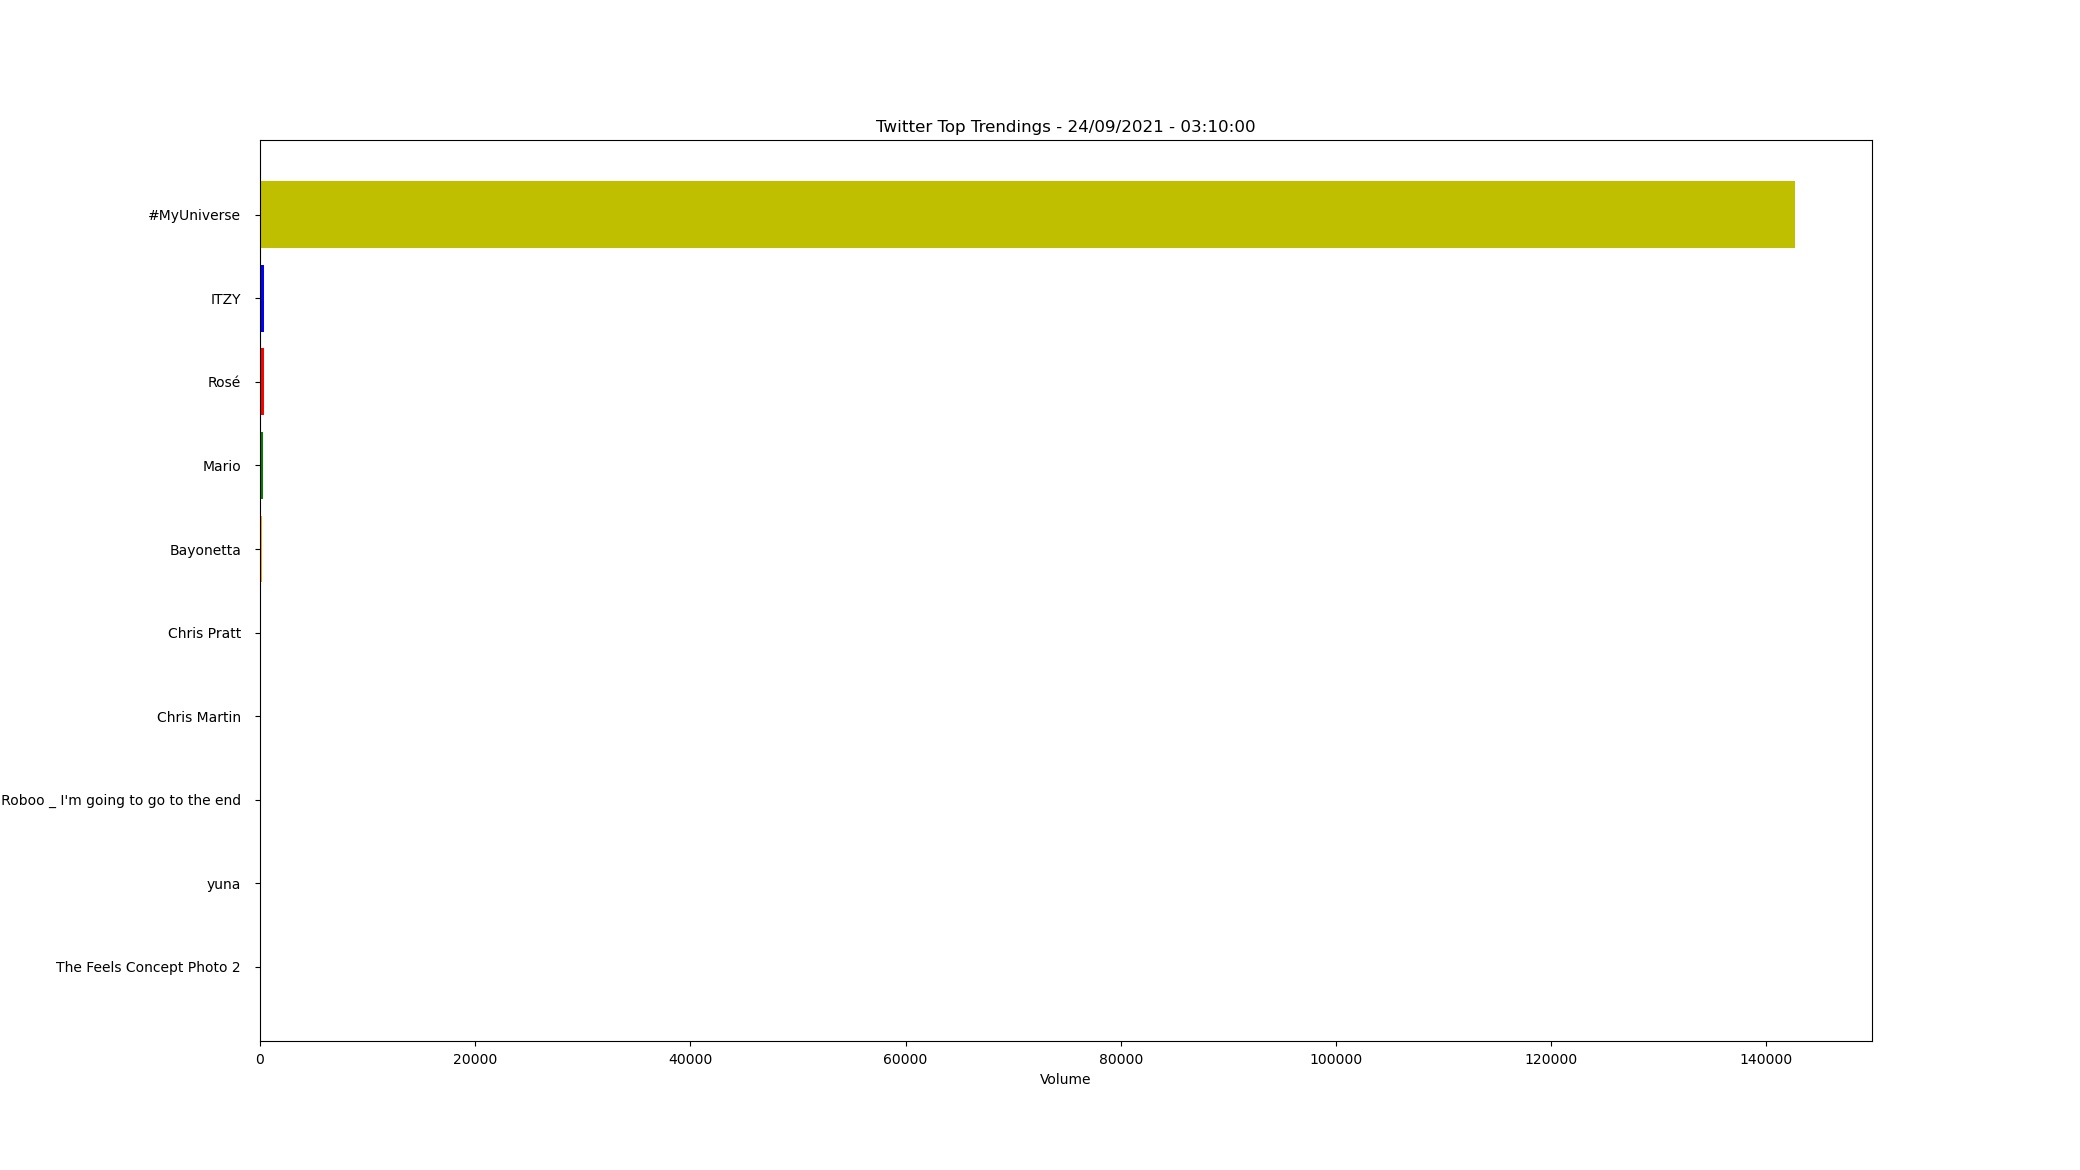 Twitter Top Trendings - 24/09/2021 - 03:10:00
#MyUniverse
ITZY
Rosé
Mario
Bayonetta
Chris Pratt
Chris Martin
Roboo _ I'm going to go to the end
yuna
The Feels Concept Photo 2
0 20000 40000 60000 80000 100000 120000 140000
Volume